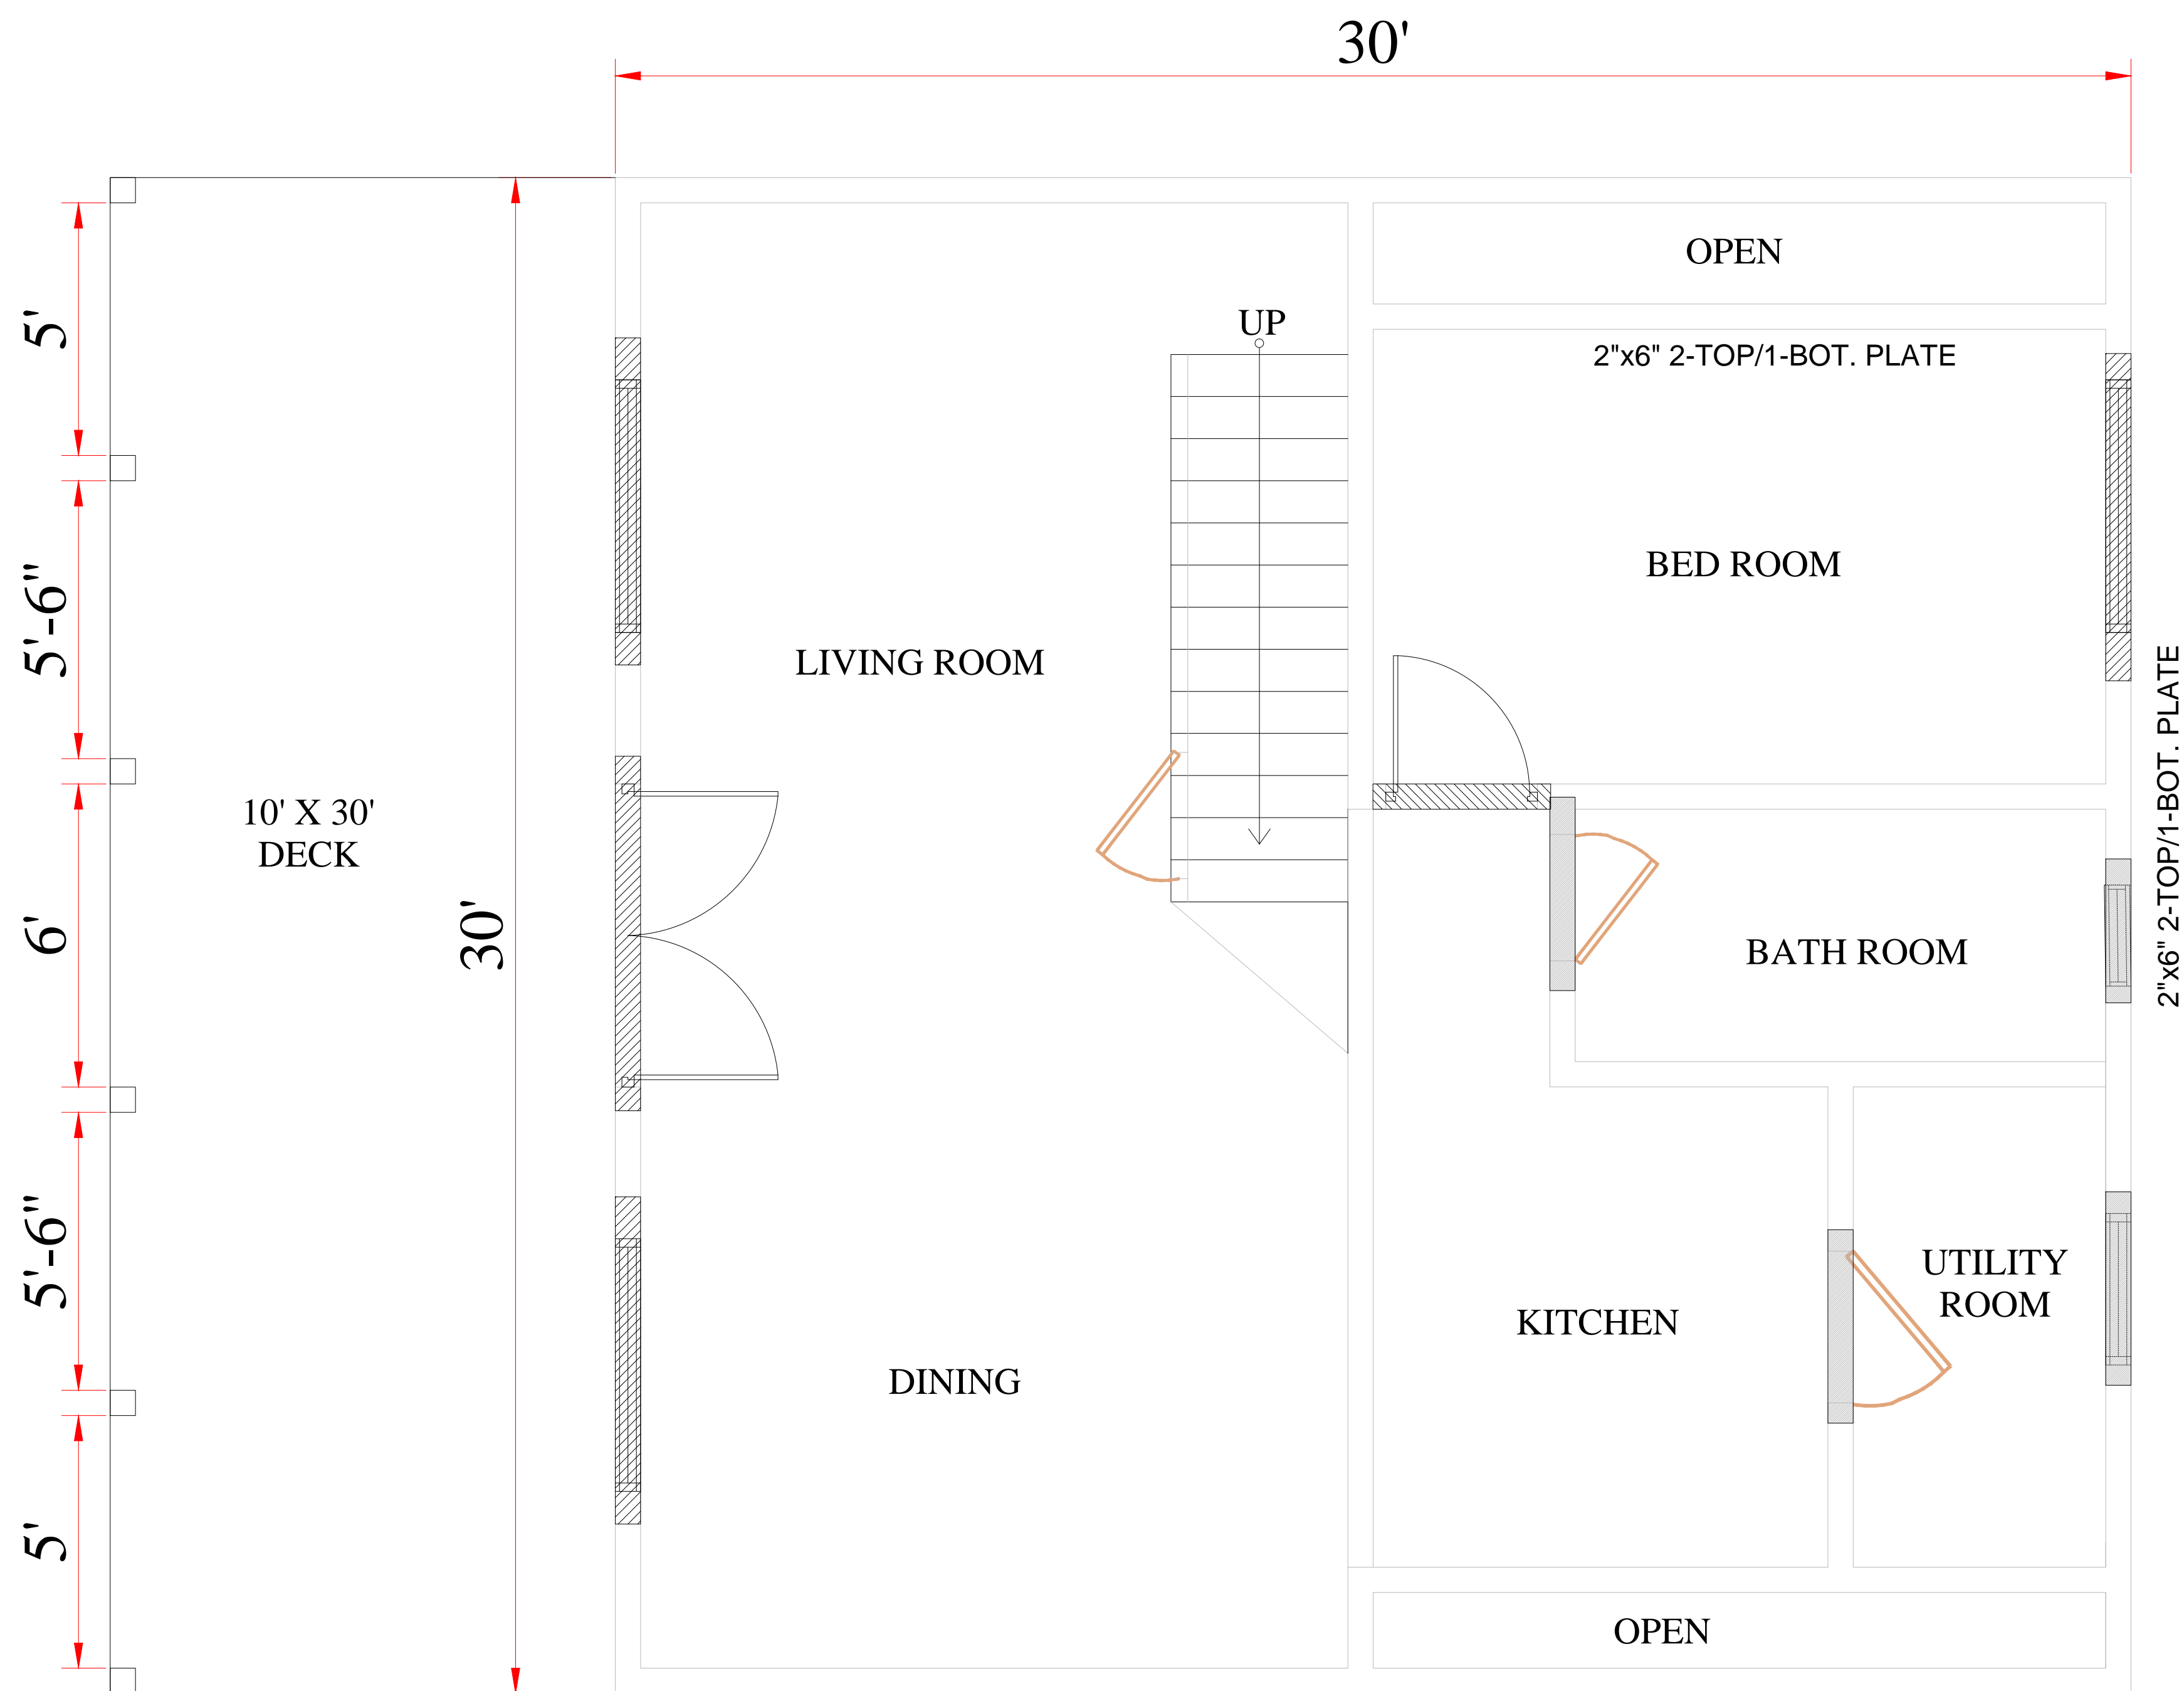 30'
OPEN
UP
5'
2"x6" 2-TOP/1-BOT. PLATE
BED ROOM
5'-6"
LIVING ROOM
2"x6" 2-TOP/1-BOT. PLATE
10' X 30'
DECK
6'
30'
BATH ROOM
5'-6"
UTILITY
ROOM
KITCHEN
DINING
5'
OPEN